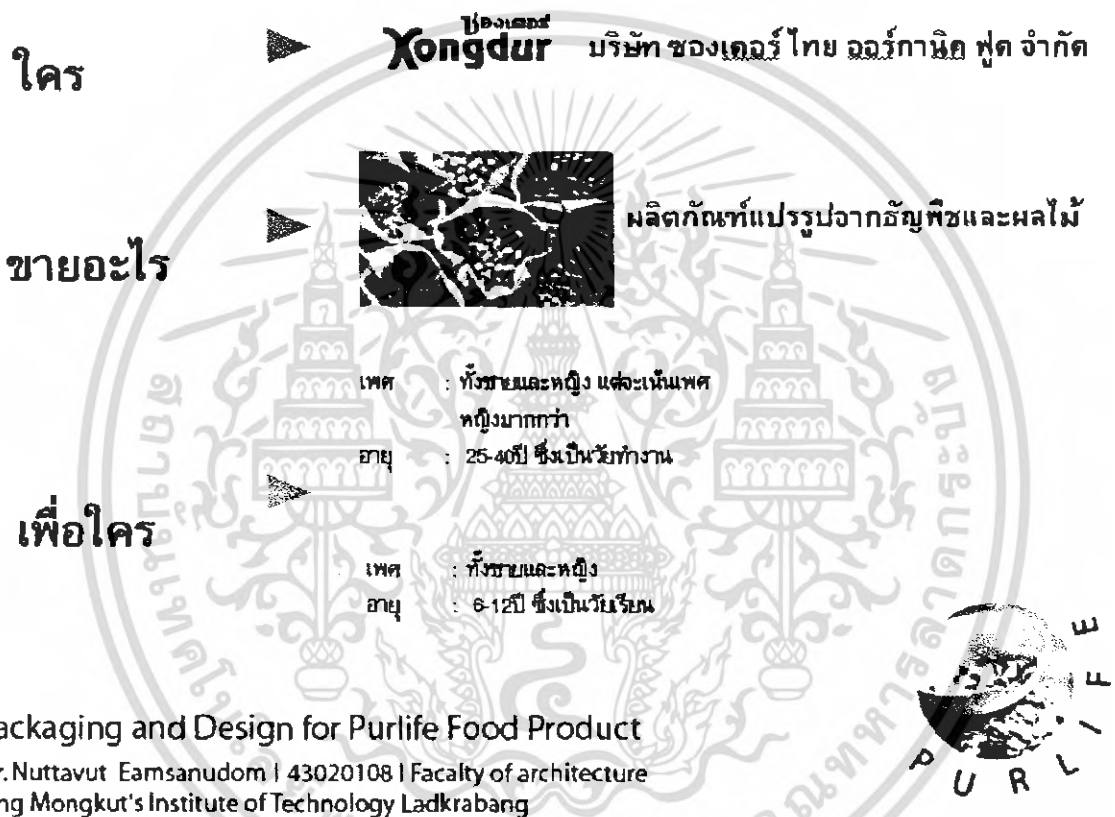 ใคร
ซองเดอร์
Xongdur
บริษัท ซองเดอร์ ไทย ออร์กานิค ฟูด จำกัด
ขายอะไร
ผลิตภัณฑ์แปรรูปจากธัญพืชและผลไม้
เพื่อใคร
เพศ : ทั้งชายและหญิง แต่จะเน้นเพศ
หญิงมากกว่า
อายุ : 25-40ปี ซึ่งเป็นวัยทำงาน
เพศ : ทั้งชายและหญิง
อายุ : 6-12ปี ซึ่งเป็นวัยเรียน
ackaging and Design for Purlife Food Product
r. Nuttavut Eamsanudom | 43020108 | Facalty of architecture
ng Mongkut's Institute of Technology Ladkrabang
PURLIFE